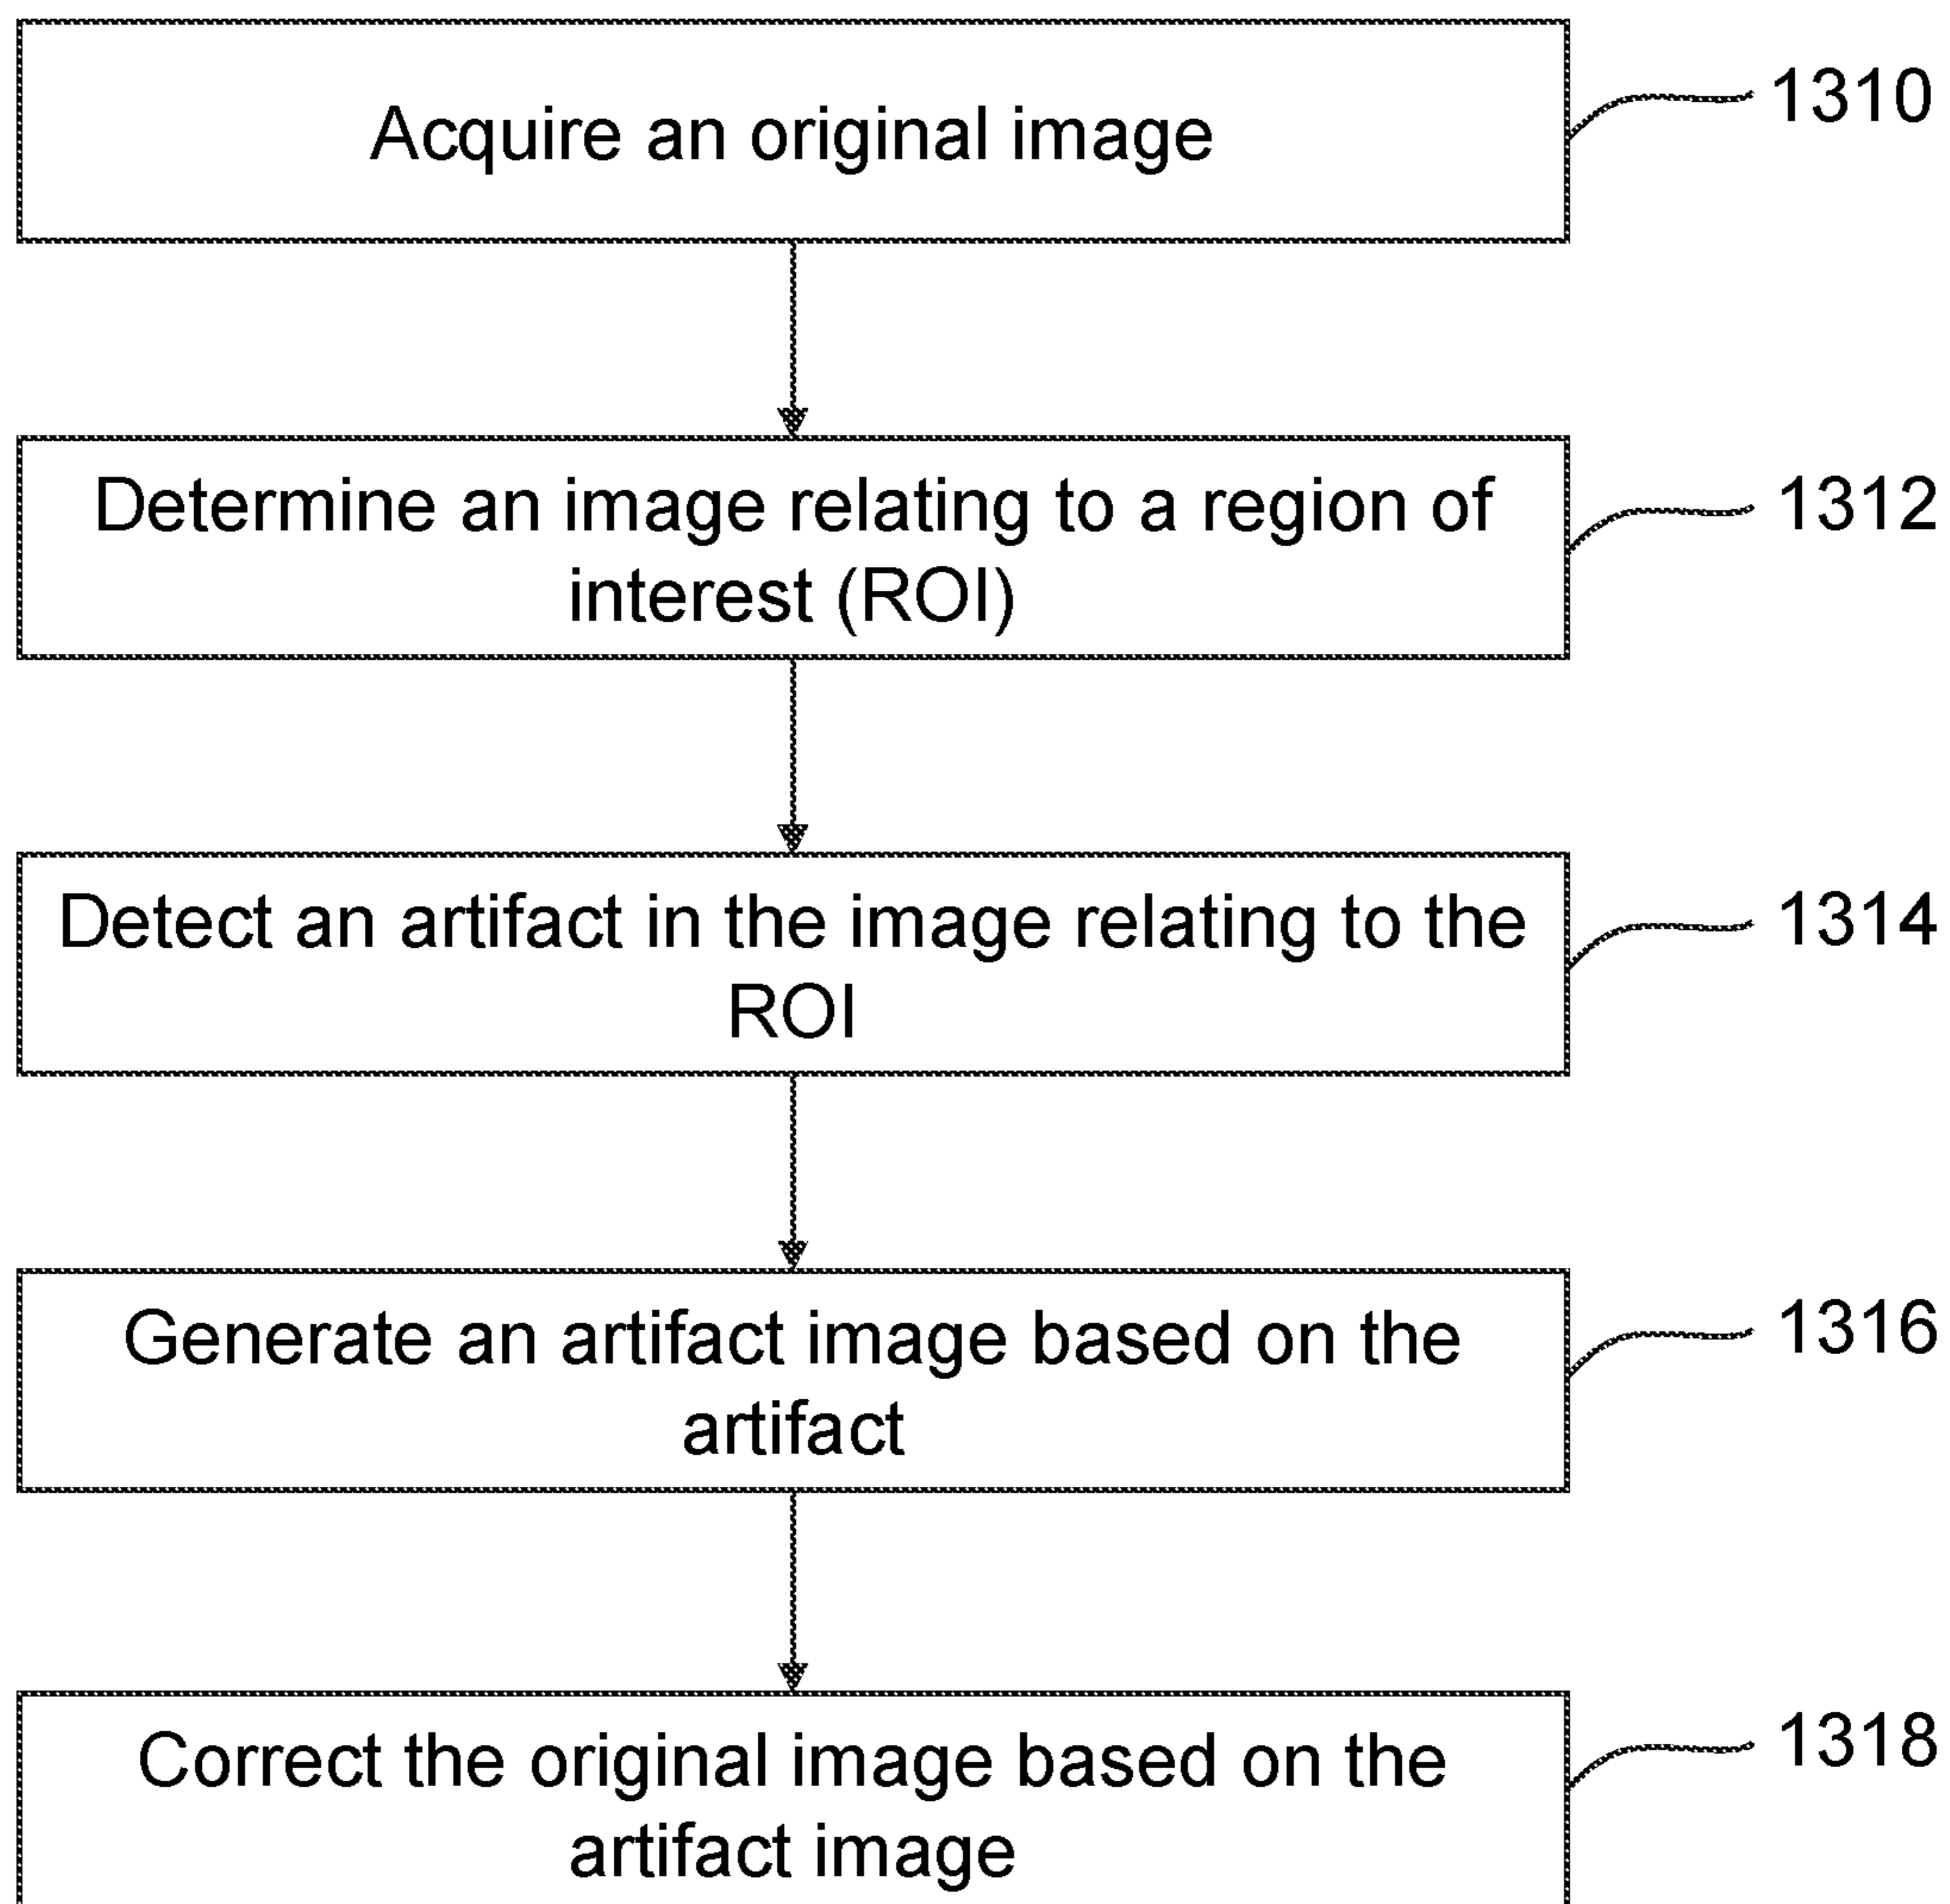 Acquire an original image
1310
Determine an image relating to a region of
interest (ROI)
1312
Detect an artifact in the image relating to the
ROI
1314
Generate an artifact image based on the
artifact
1316
Correct the original image based on the
artifact image
1318